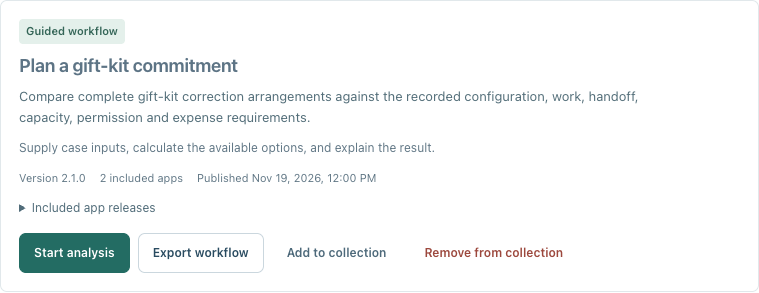 Guided workflow
Plan a gift-kit commitment
Compare complete gift-kit correction arrangements against the recorded configuration, work, handoff,
capacity, permission and expense requirements.
Supply case inputs, calculate the available options, and explain the result.
Version 2.1.0 2 included apps Published Nov 19, 2026, 12:00 PM
Included app releases
Start analysis Export workflow Add to collection Remove from collection